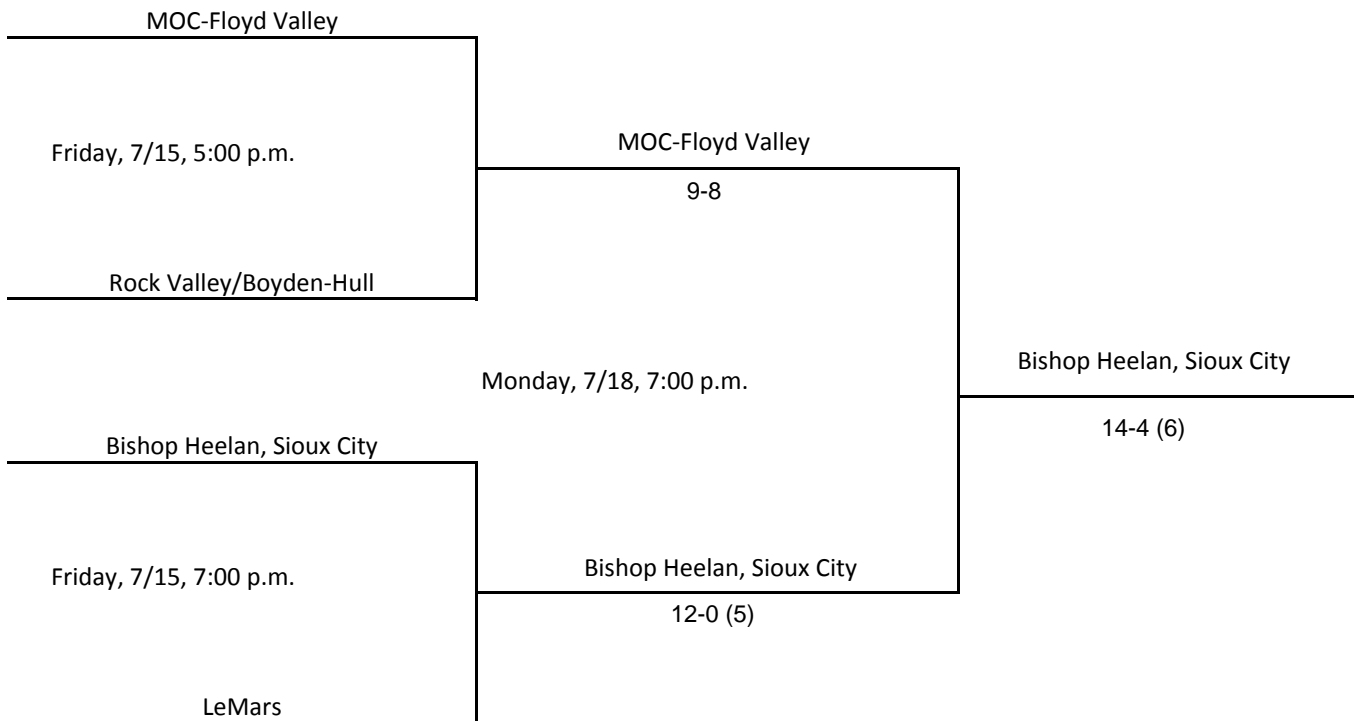 MOC-Floyd Valley
Friday, 7/15, 5:00 p.m.
MOC-Floyd Valley
9-8
Rock Valley/Boyden-Hull
Monday, 7/18, 7:00 p.m.
Bishop Heelan, Sioux City
14-4 (6)
Bishop Heelan, Sioux City
Friday, 7/15, 7:00 p.m.
Bishop Heelan, Sioux City
12-0 (5)
LeMars